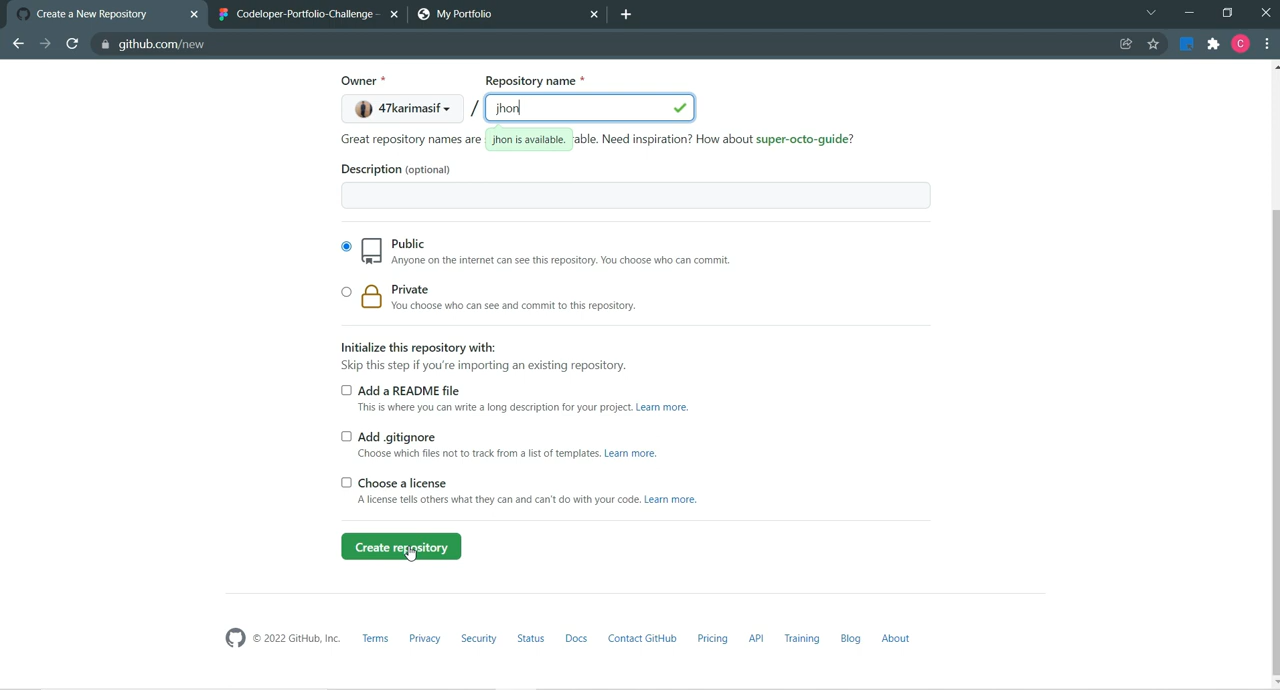 Create a New Repository
Codeloper-Portfolio-Challenge -
My Portfolio
github.com/new
C
Owner *
Repository name *
47karimasif
/
jhon
Great repository names are
jhon is available.
able. Need inspiration? How about super-octo-guide?
Description (optional)
Public
Anyone on the internet can see this repository. You choose who can commit.
Private
You choose who can see and commit to this repository.
Initialize this repository with:
Skip this step if you're importing an existing repository.
Add a README file
This is where you can write a long description for your project. Learn more.
Add .gitignore
Choose which files not to track from a list of templates. Learn more.
Choose a license
A license tells others what they can and can't do with your code. Learn more.
Create repository
© 2022 GitHub, Inc.
Terms
Privacy
Security
Status
Docs
Contact GitHub
Pricing
API
Training
Blog
About